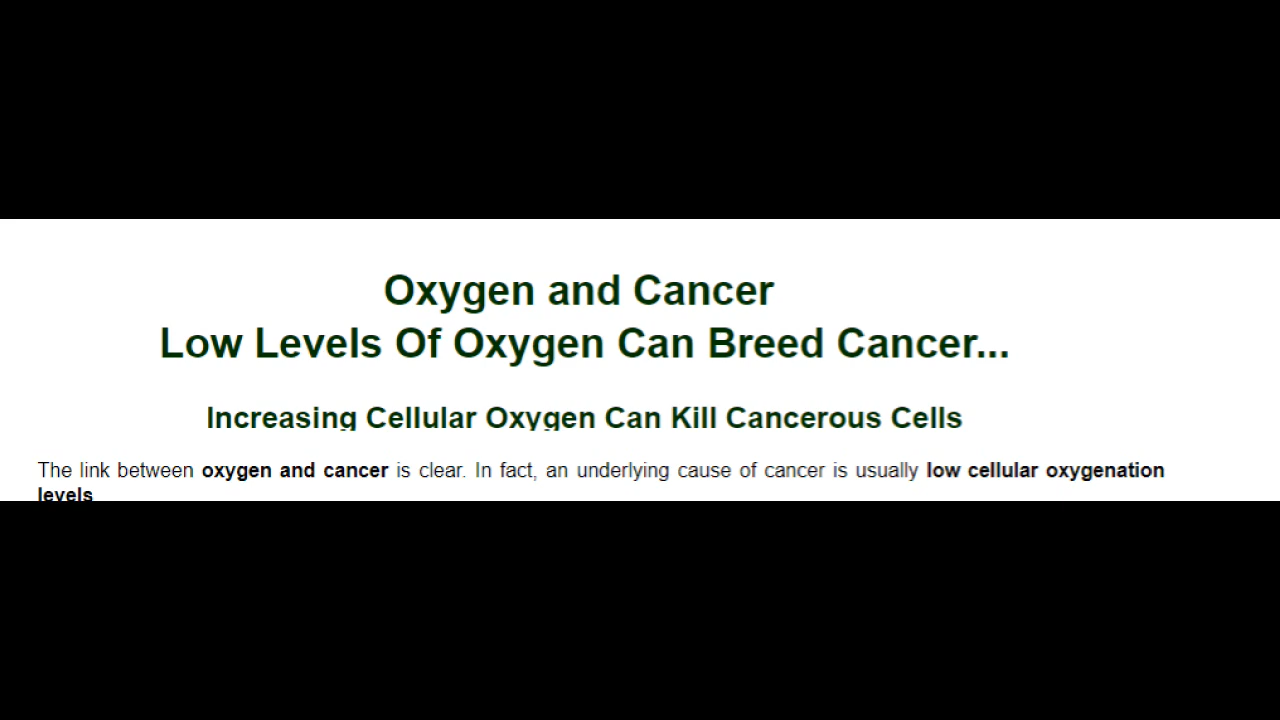 Oxygen and Cancer
Low Levels Of Oxygen Can Breed Cancer...
Increasing Cellular Oxygen Can Kill Cancerous Cells
The link between oxygen and cancer is clear. In fact, an underlying cause of cancer is usually low cellular oxygenation
levels